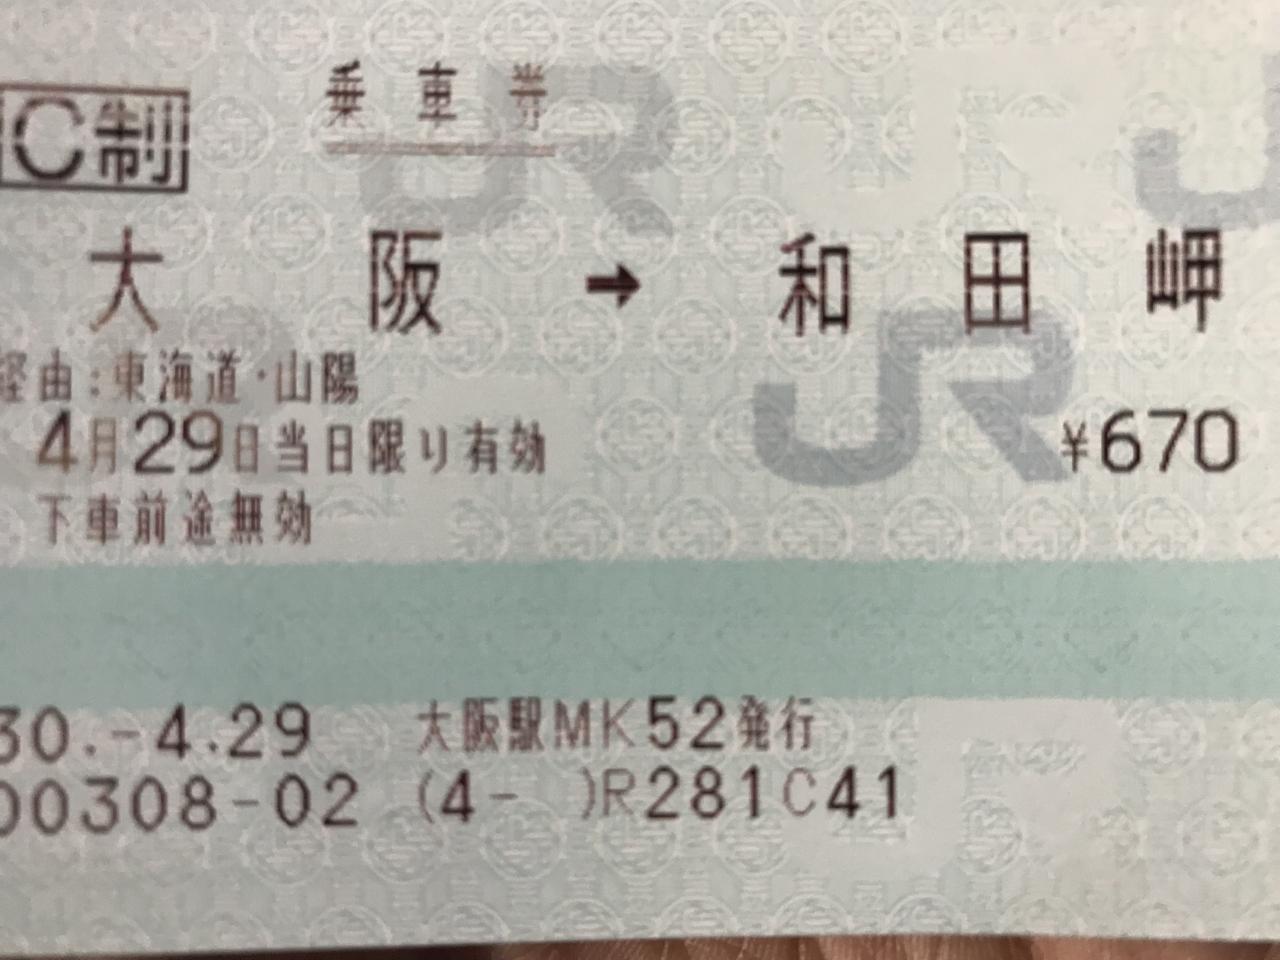 乗車券
C制
大阪→和田岬
経由:東海道・山陽
4月29日当日限り有効 ¥670
下車前途無効
30.-4.29 大阪駅MK52発行
00308-02 (4- )R281C41